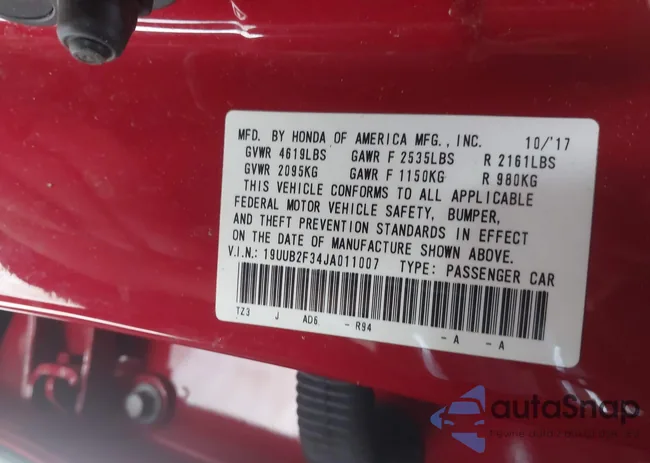 MFD. BY HONDA OF AMERICA MFG., INC. 10/'17
GVWR 4619LBS GAWR F 2535LBS R 2161LBS
GVWR 2095KG GAWR F 1150KG R 980KG
THIS VEHICLE CONFORMS TO ALL APPLICABLE
FEDERAL MOTOR VEHICLE SAFETY, BUMPER,
AND THEFT PREVENTION STANDARDS IN EFFECT
ON THE DATE OF MANUFACTURE SHOWN ABOVE.
V.I.N.: 19UUB2F34JA011007 TYPE: PASSENGER CAR
TZ3 J AD6 - R94 - A - A
autoSnap